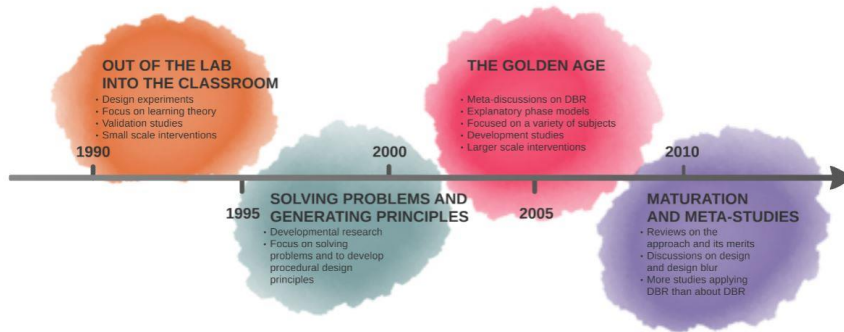 OUT OF THE LAB
INTO THE CLASSROOM
• Design experiments
• Focus on learning theory
• Validation studies
• Small scale interventions
1990
1995
SOLVING PROBLEMS AND
GENERATING PRINCIPLES
• Developmental research
• Focus on solving
problems and to develop
procedural design
principles
2000
THE GOLDEN AGE
• Meta-discussions on DBR
• Explanatory phase models
• Focused on a variety of subjects
• Development studies
• Larger scale interventions
2005
2010
MATURATION
AND META-STUDIES
• Reviews on the
approach and its merits
• Discussions on design
and design blur
• More studies applying
DBR than about DBR